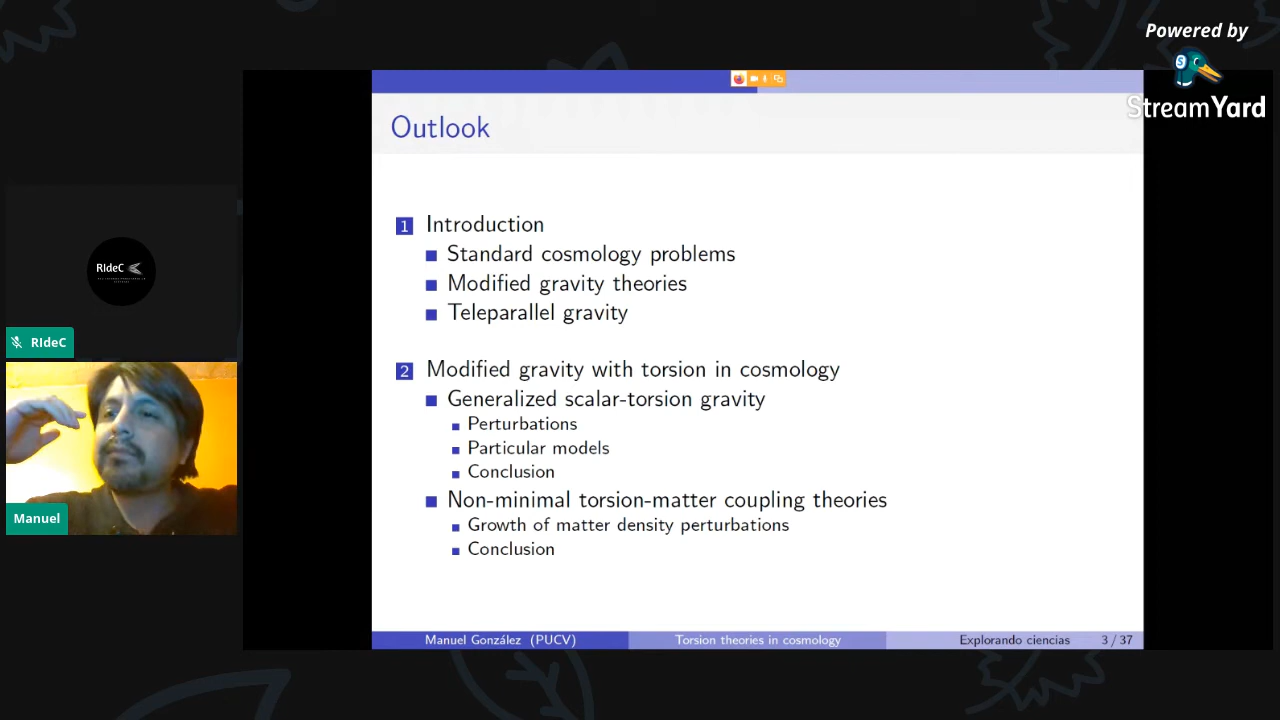 Powered by
StreamYard
Outlook
1 Introduction
Standard cosmology problems
Modified gravity theories
Teleparallel gravity
2 Modified gravity with torsion in cosmology
Generalized scalar-torsion gravity
Perturbations
Particular models
Conclusion
Non-minimal torsion-matter coupling theories
Growth of matter density perturbations
Conclusion
Manuel González (PUCV) Torsion theories in cosmology Explorando ciencias 3 / 37
RIdeC
RIdeC
Manuel